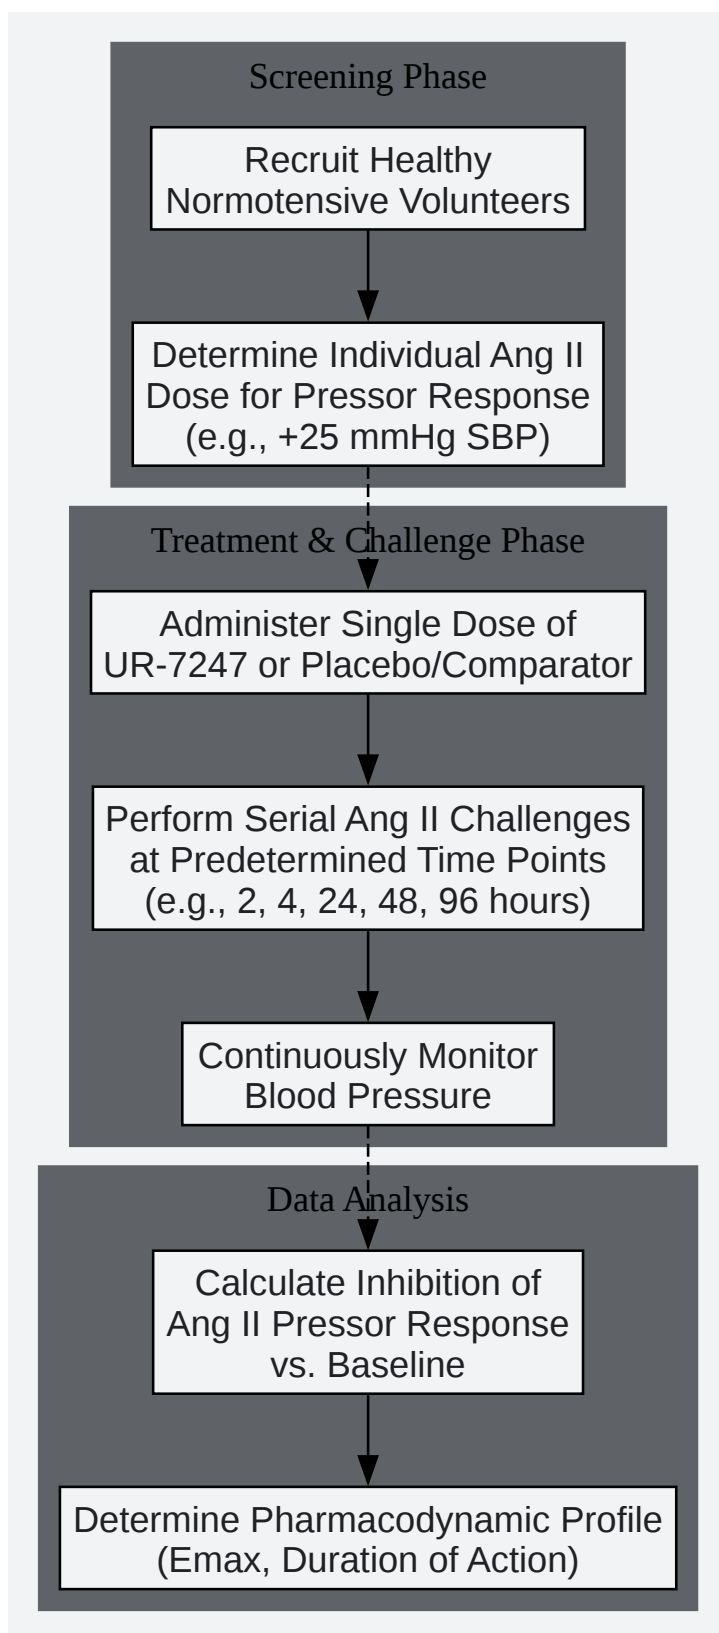 Screening Phase
Recruit Healthy
Normotensive Volunteers
Determine Individual Ang II
Dose for Pressor Response
(e.g., +25 mmHg SBP)
Treatment & Challenge Phase
Administer Single Dose of
UR-7247 or Placebo/Comparator
Perform Serial Ang II Challenges
at Predetermined Time Points
(e.g., 2, 4, 24, 48, 96 hours)
Continuously Monitor
Blood Pressure
Data Analysis
Calculate Inhibition of
Ang II Pressor Response
vs. Baseline
Determine Pharmacodynamic Profile
(Emax, Duration of Action)